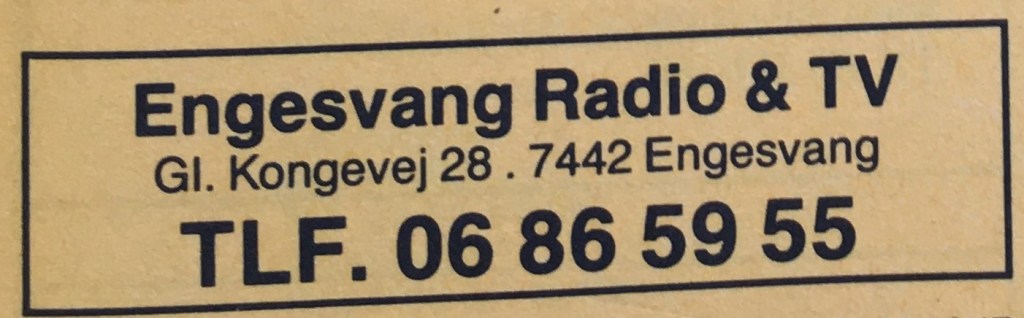 Engesvang Radio & TV
Gl. Kongevej 28 . 7442 Engesvang
TLF. 06 86 59 55